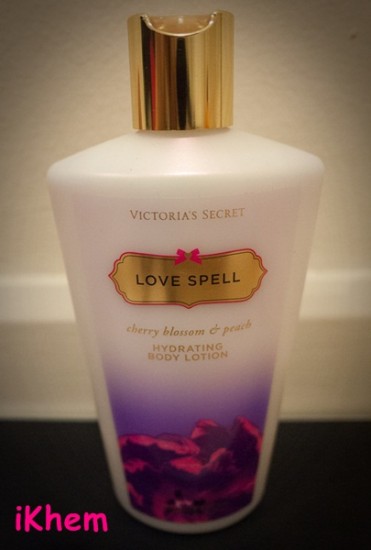 VICTORIA'S SECRET
LOVE SPELL
cherry blossom & peach
HYDRATING
BODY LOTION
iKhem